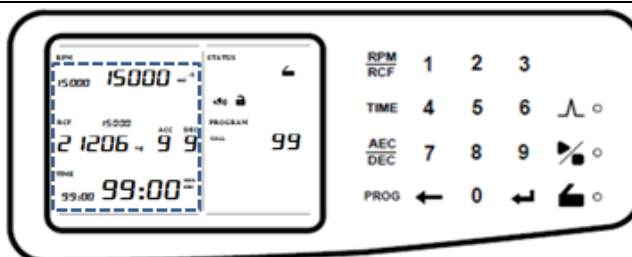 RPM
15000 15000
RCF 15000 ACC DEC
21206 9 9
TIME
99:00 99:00
STATUS
PROGRAM
CALL 99
RPM 1 2 3
RCF
TIME 4 5 6
AEC 7 8 9
DEC
PROG 0